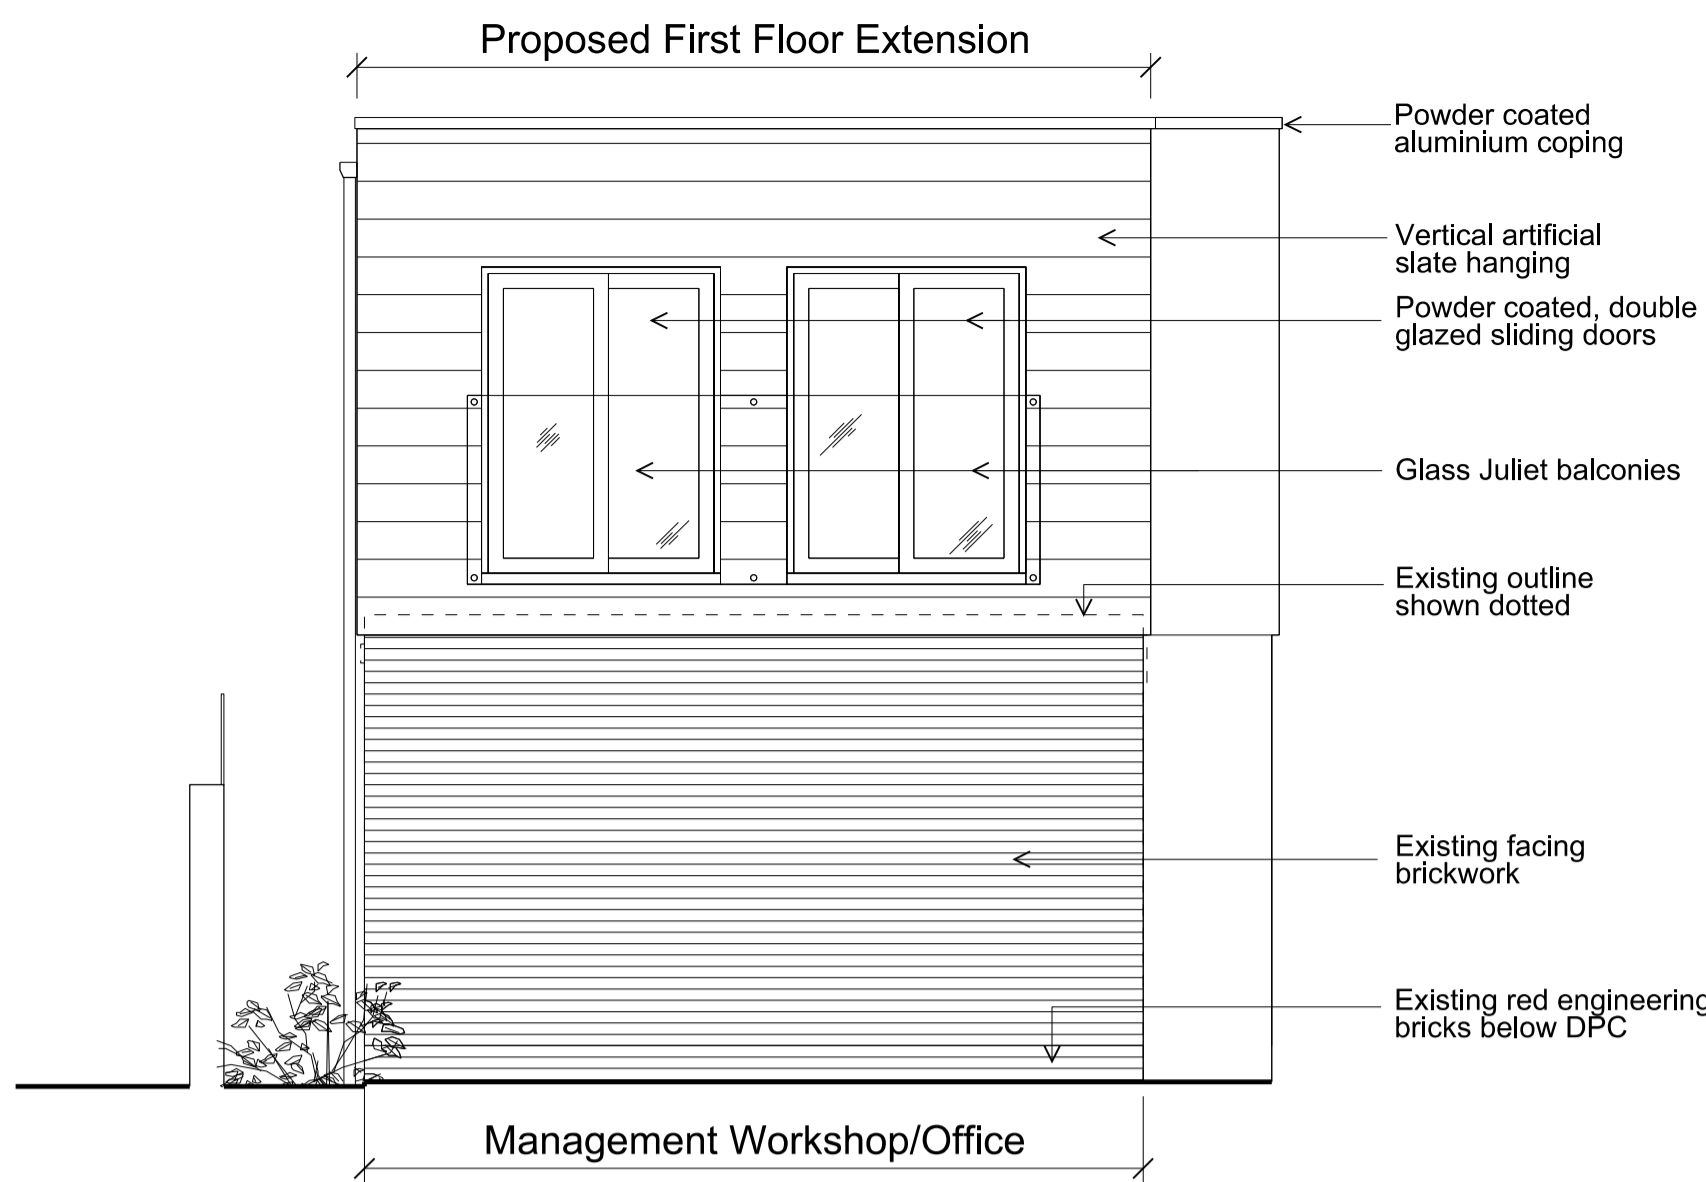 Proposed First Floor Extension
Powder coated
aluminium coping
Vertical artificial
slate hanging
Powder coated, double
glazed sliding doors
Glass Juliet balconies
Existing outline
shown dotted
Existing facing
brickwork
Existing red engineering
bricks below DPC
Management Workshop/Office